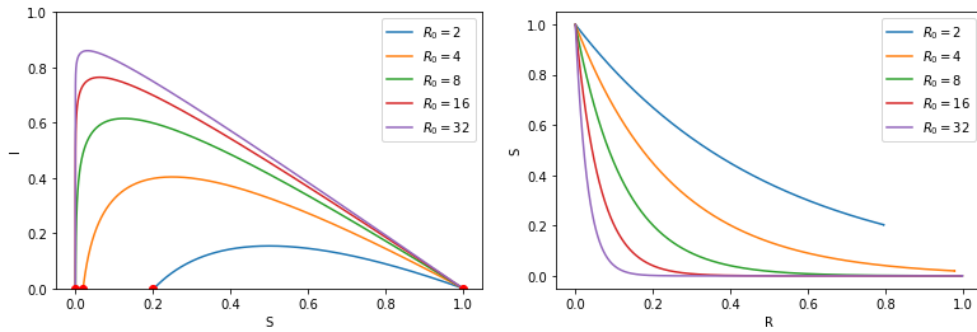 1.0
0.8
0.6
0.4
0.2
0.0
I
0.0 0.2 0.4 0.6 0.8 1.0
S
R₀ = 2
R₀ = 4
R₀ = 8
R₀ = 16
R₀ = 32
1.0
0.8
0.6
0.4
0.2
0.0
S
0.0 0.2 0.4 0.6 0.8 1.0
R
R₀ = 2
R₀ = 4
R₀ = 8
R₀ = 16
R₀ = 32